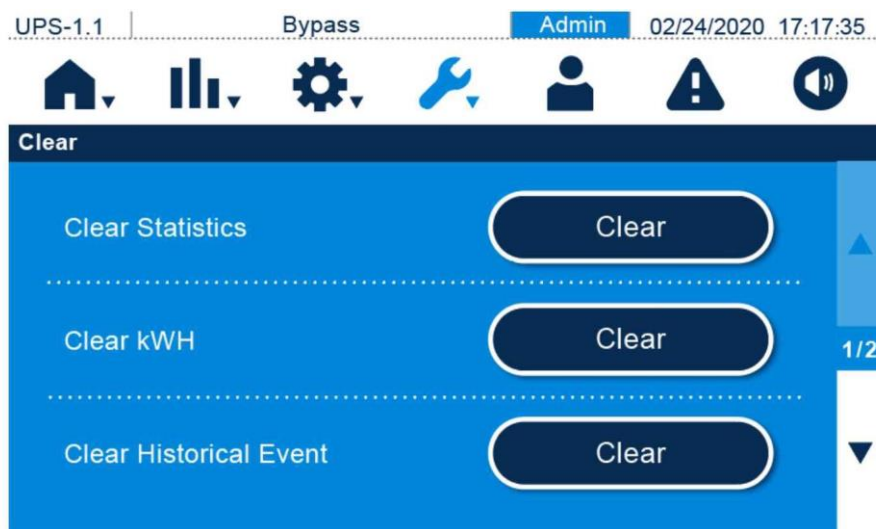 UPS-1.1 Bypass Admin 02/24/2020 17:17:35
Clear
Clear Statistics Clear
Clear kWH Clear
1/2
Clear Historical Event Clear